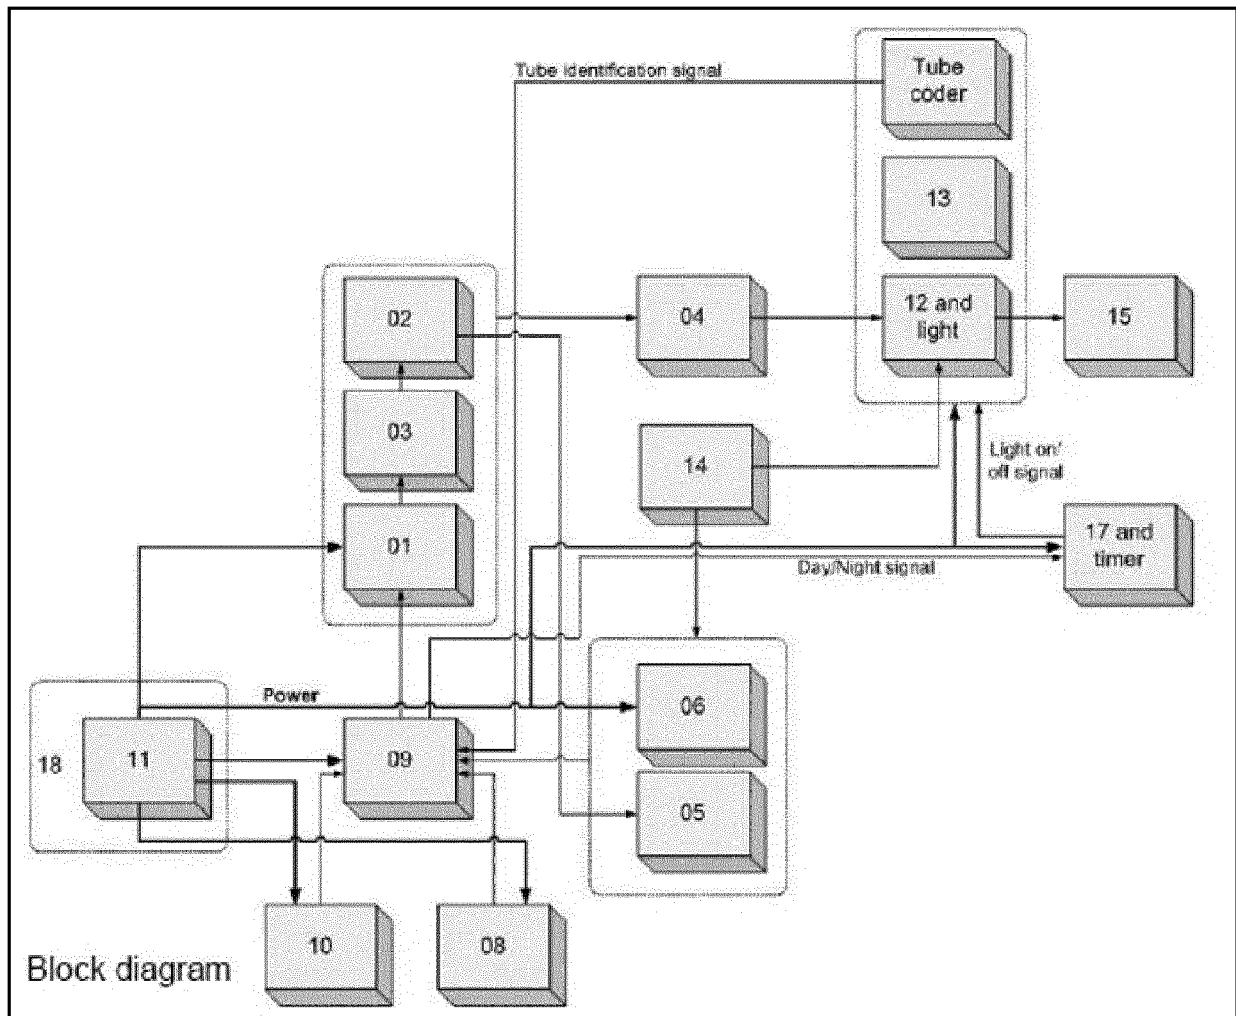 Tube identification signal
Tube
coder
13
02
04
12 and
light
15
03
14
Light on/
off signal
01
17 and
timer
Day/Night signal
Power
06
18
11
09
05
10
08
Block diagram